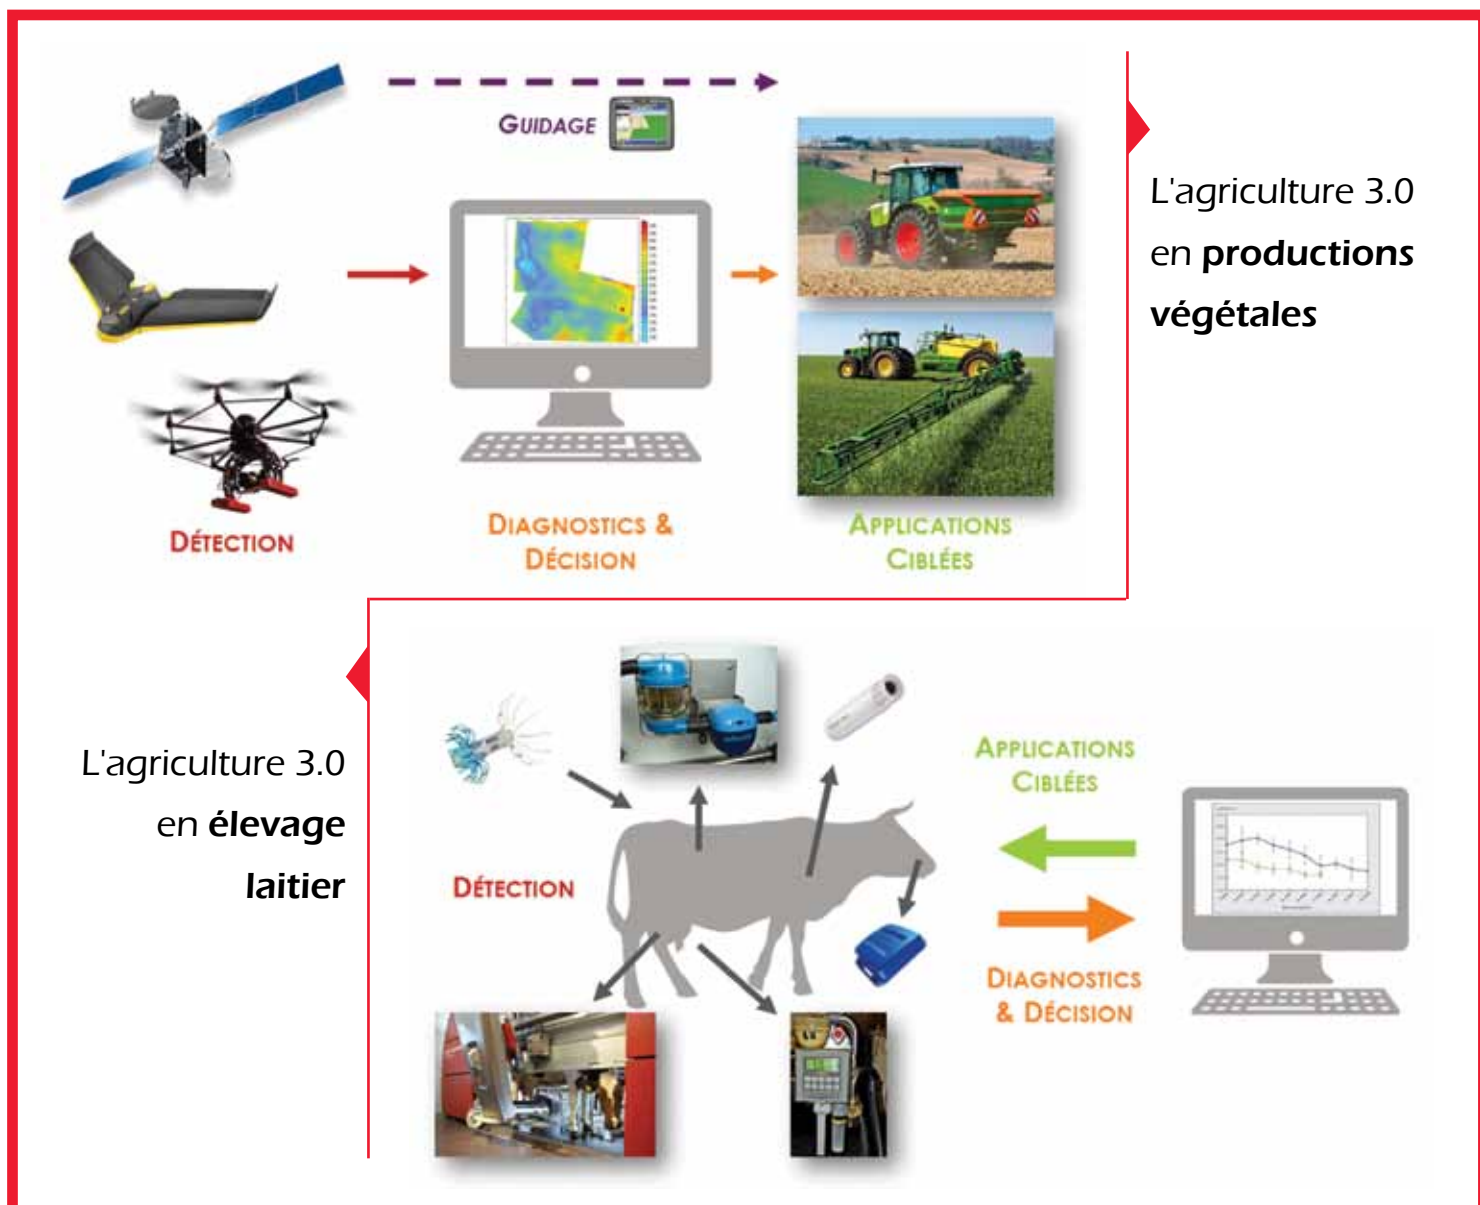 GUIDAGE
DÉTECTION
DIAGNOSTICS &
DÉCISION
APPLICATIONS
CIBLÉES
L'agriculture 3.0
en productions
végétales
L'agriculture 3.0
en élevage
laitier
DÉTECTION
APPLICATIONS
CIBLÉES
DIAGNOSTICS
& DÉCISION